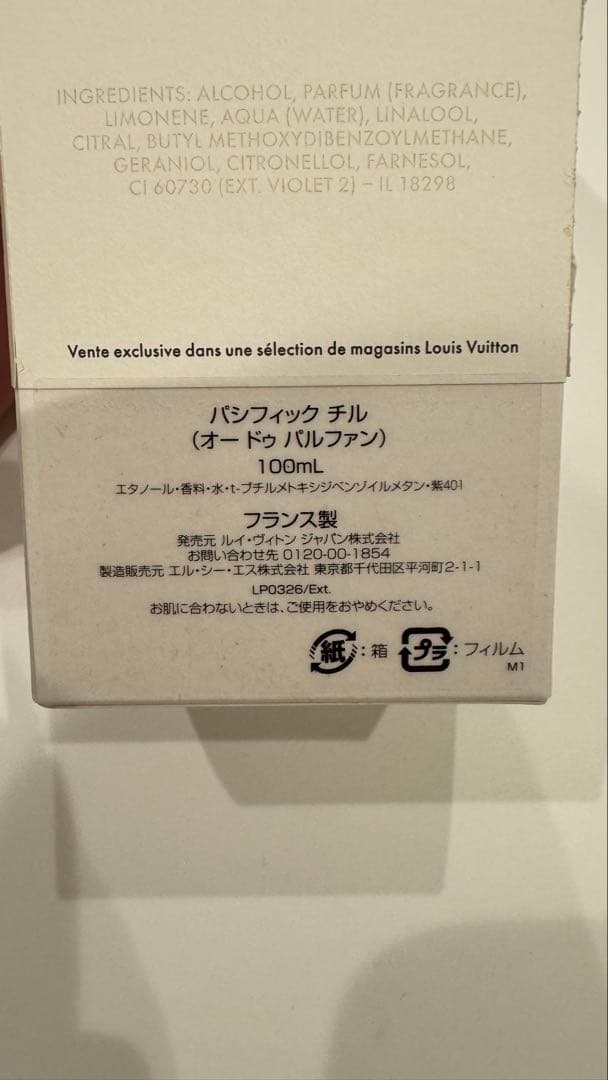 INGREDIENTS: ALCOHOL, PARFUM (FRAGRANCE),
LIMONENE, AQUA (WATER), LINALOOL,
CITRAL, BUTYL METHOXYDIBENZOYLMETHANE,
GERANIOL, CITRONELLOL, FARNESOL,
CI 60730 (EXT. VIOLET 2) – IL 18298
Vente exclusive dans une sélection de magasins Louis Vuitton
パシフィック チル
(オー ドゥ パルファン)
100mL
エタノール・香料・水・t-ブチルメトキシジベンゾイルメタン・紫401
フランス製
発売元 ルイ・ヴィトン ジャパン株式会社
お問い合わせ先 0120-00-1854
製造販売元 エル・シー・エス株式会社 東京都千代田区平河町2-1-1
LP0326/Ext.
お肌に合わないときは、ご使用をおやめください。
紙:箱 プラ:フィルム
M1